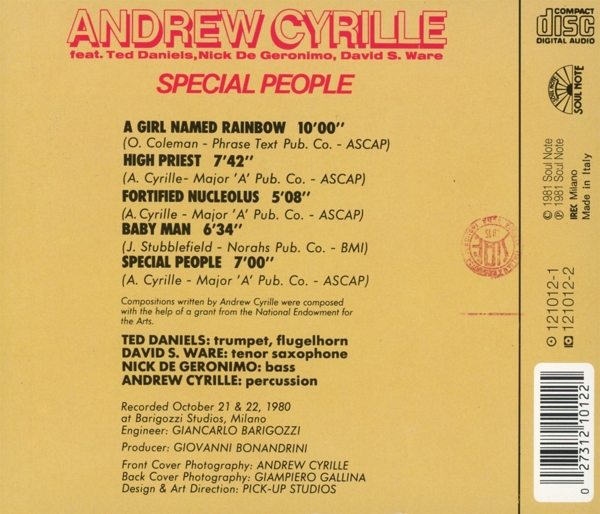 ANDREW CYRILLE
feat. Ted Daniels,Nick De Geronimo, David S. Ware
SPECIAL PEOPLE
A GIRL NAMED RAINBOW 10'00''
(O. Coleman - Phrase Text Pub. Co. - ASCAP)
HIGH PRIEST 7'42''
(A. Cyrille- Major 'A' Pub. Co. - ASCAP)
FORTIFIED NUCLEOLUS 5'08''
(A. Cyrille - Major 'A' Pub. Co. - ASCAP)
BABY MAN 6'34''
(J. Stubblefield - Norahs Pub. Co. - BMI)
SPECIAL PEOPLE 7'00''
(A. Cyrille - Major 'A' Pub. Co. - ASCAP)
Compositions written by Andrew Cyrille were composed
with the help of a grant from the National Endowment for
the Arts.
TED DANIELS: trumpet, flugelhorn
DAVID S. WARE: tenor saxophone
NICK DE GERONIMO: bass
ANDREW CYRILLE: percussion
Recorded October 21 & 22, 1980
at Barigozzi Studios, Milano
Engineer: GIANCARLO BARIGOZZI
Producer: GIOVANNI BONANDRINI
Front Cover Photography: ANDREW CYRILLE
Back Cover Photography: GIAMPIERO GALLINA
Design & Art Direction: PICK-UP STUDIOS
COMPACT
disc
DIGITAL AUDIO
SOUL NOTE
© 1981 Soul Note
℗ 1981 Soul Note
IREC Milano
Made in Italy
121012-1
121012-2
0 27312 10122